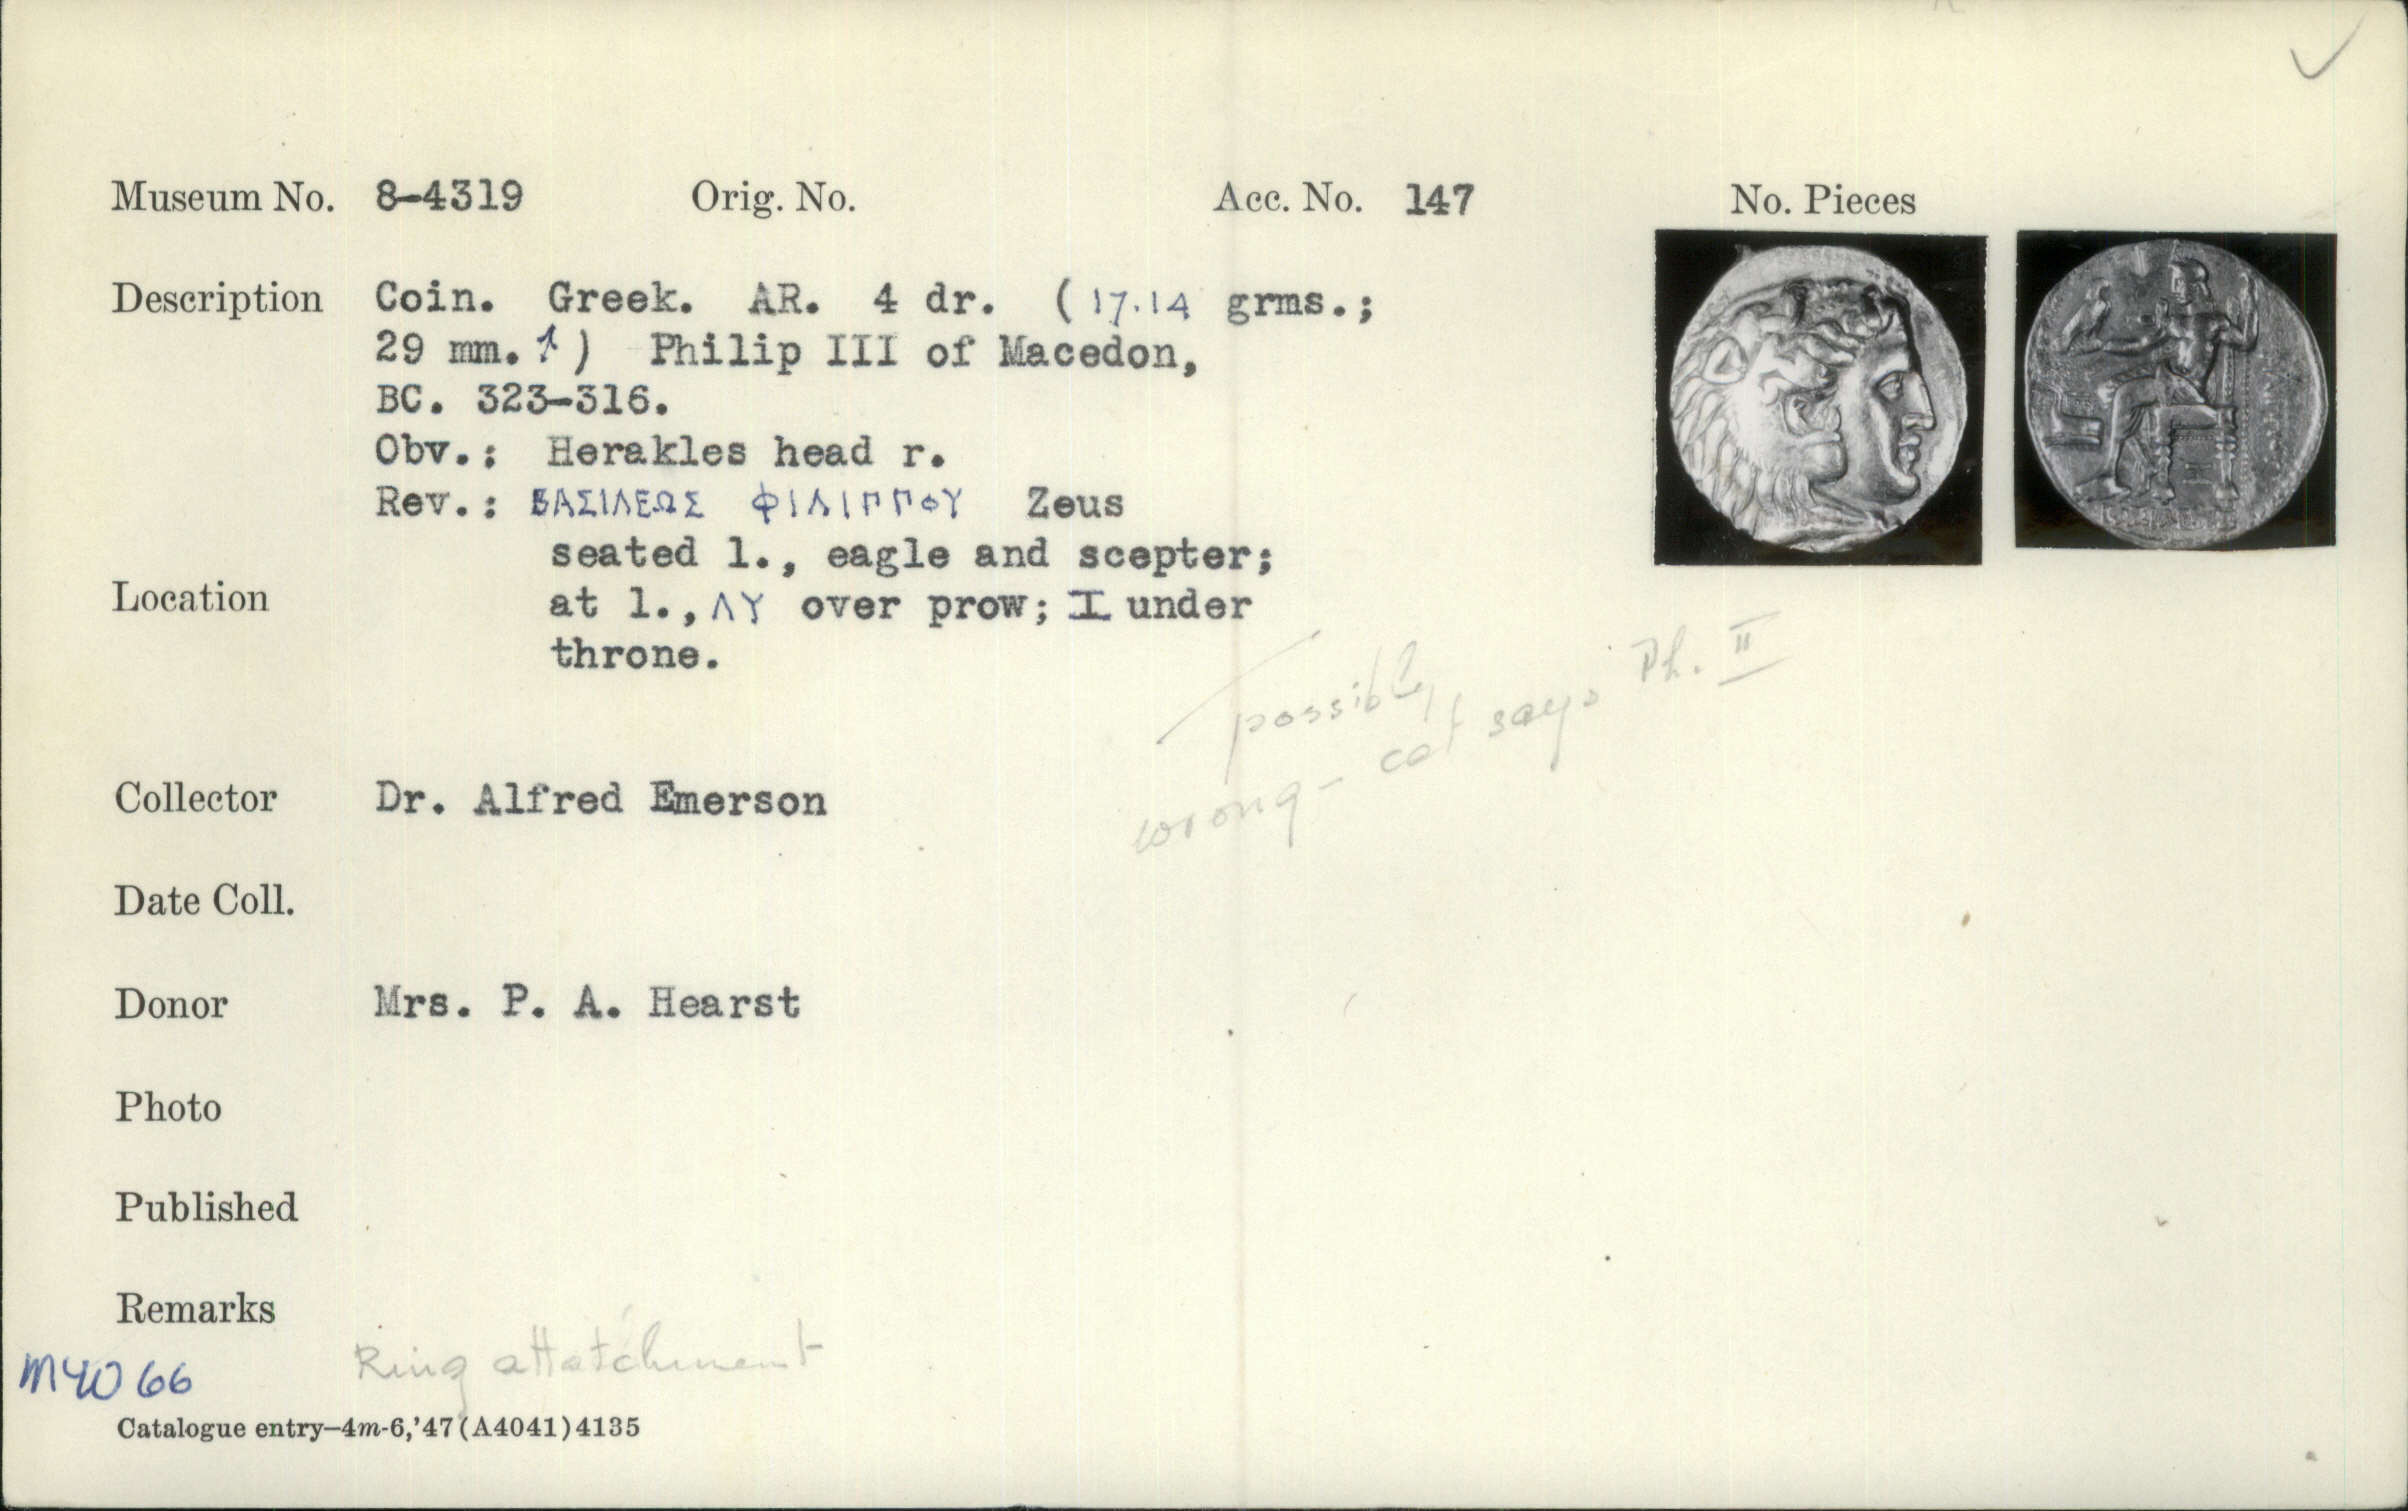 Museum No. 8-4319 Orig. No. Acc. No. 147 No. Pieces
Description Coin. Greek. AR. 4 dr. (17.14 grms.;
29 mm.↑) Philip III of Macedon,
BC. 323-316.
Obv.: Herakles head r.
Rev.: ΒΑΣΙΛΕΩΣ ΦΙΛΙΠΠΟΥ Zeus
seated l., eagle and scepter;
Location at l., ΛΥ over prow; I under
throne.
possibly
wrong - cat says Ph. II
Collector Dr. Alfred Emerson
Date Coll.
Donor Mrs. P. A. Hearst
Photo
Published
Remarks
Ring attatchment
Catalogue entry—4m-6,'47(A4041)4135